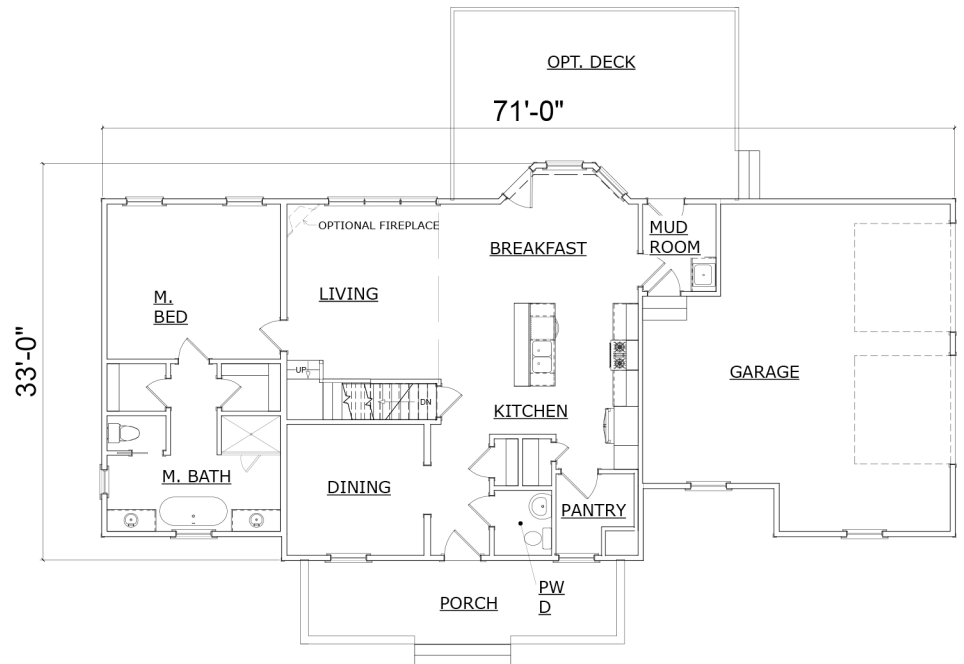 OPT. DECK
71'-0"
OPTIONAL FIREPLACE
MUD
ROOM
BREAKFAST
LIVING
M.
BED
33'-0"
UP
GARAGE
DN
KITCHEN
M. BATH
DINING
PANTRY
PW
D
PORCH